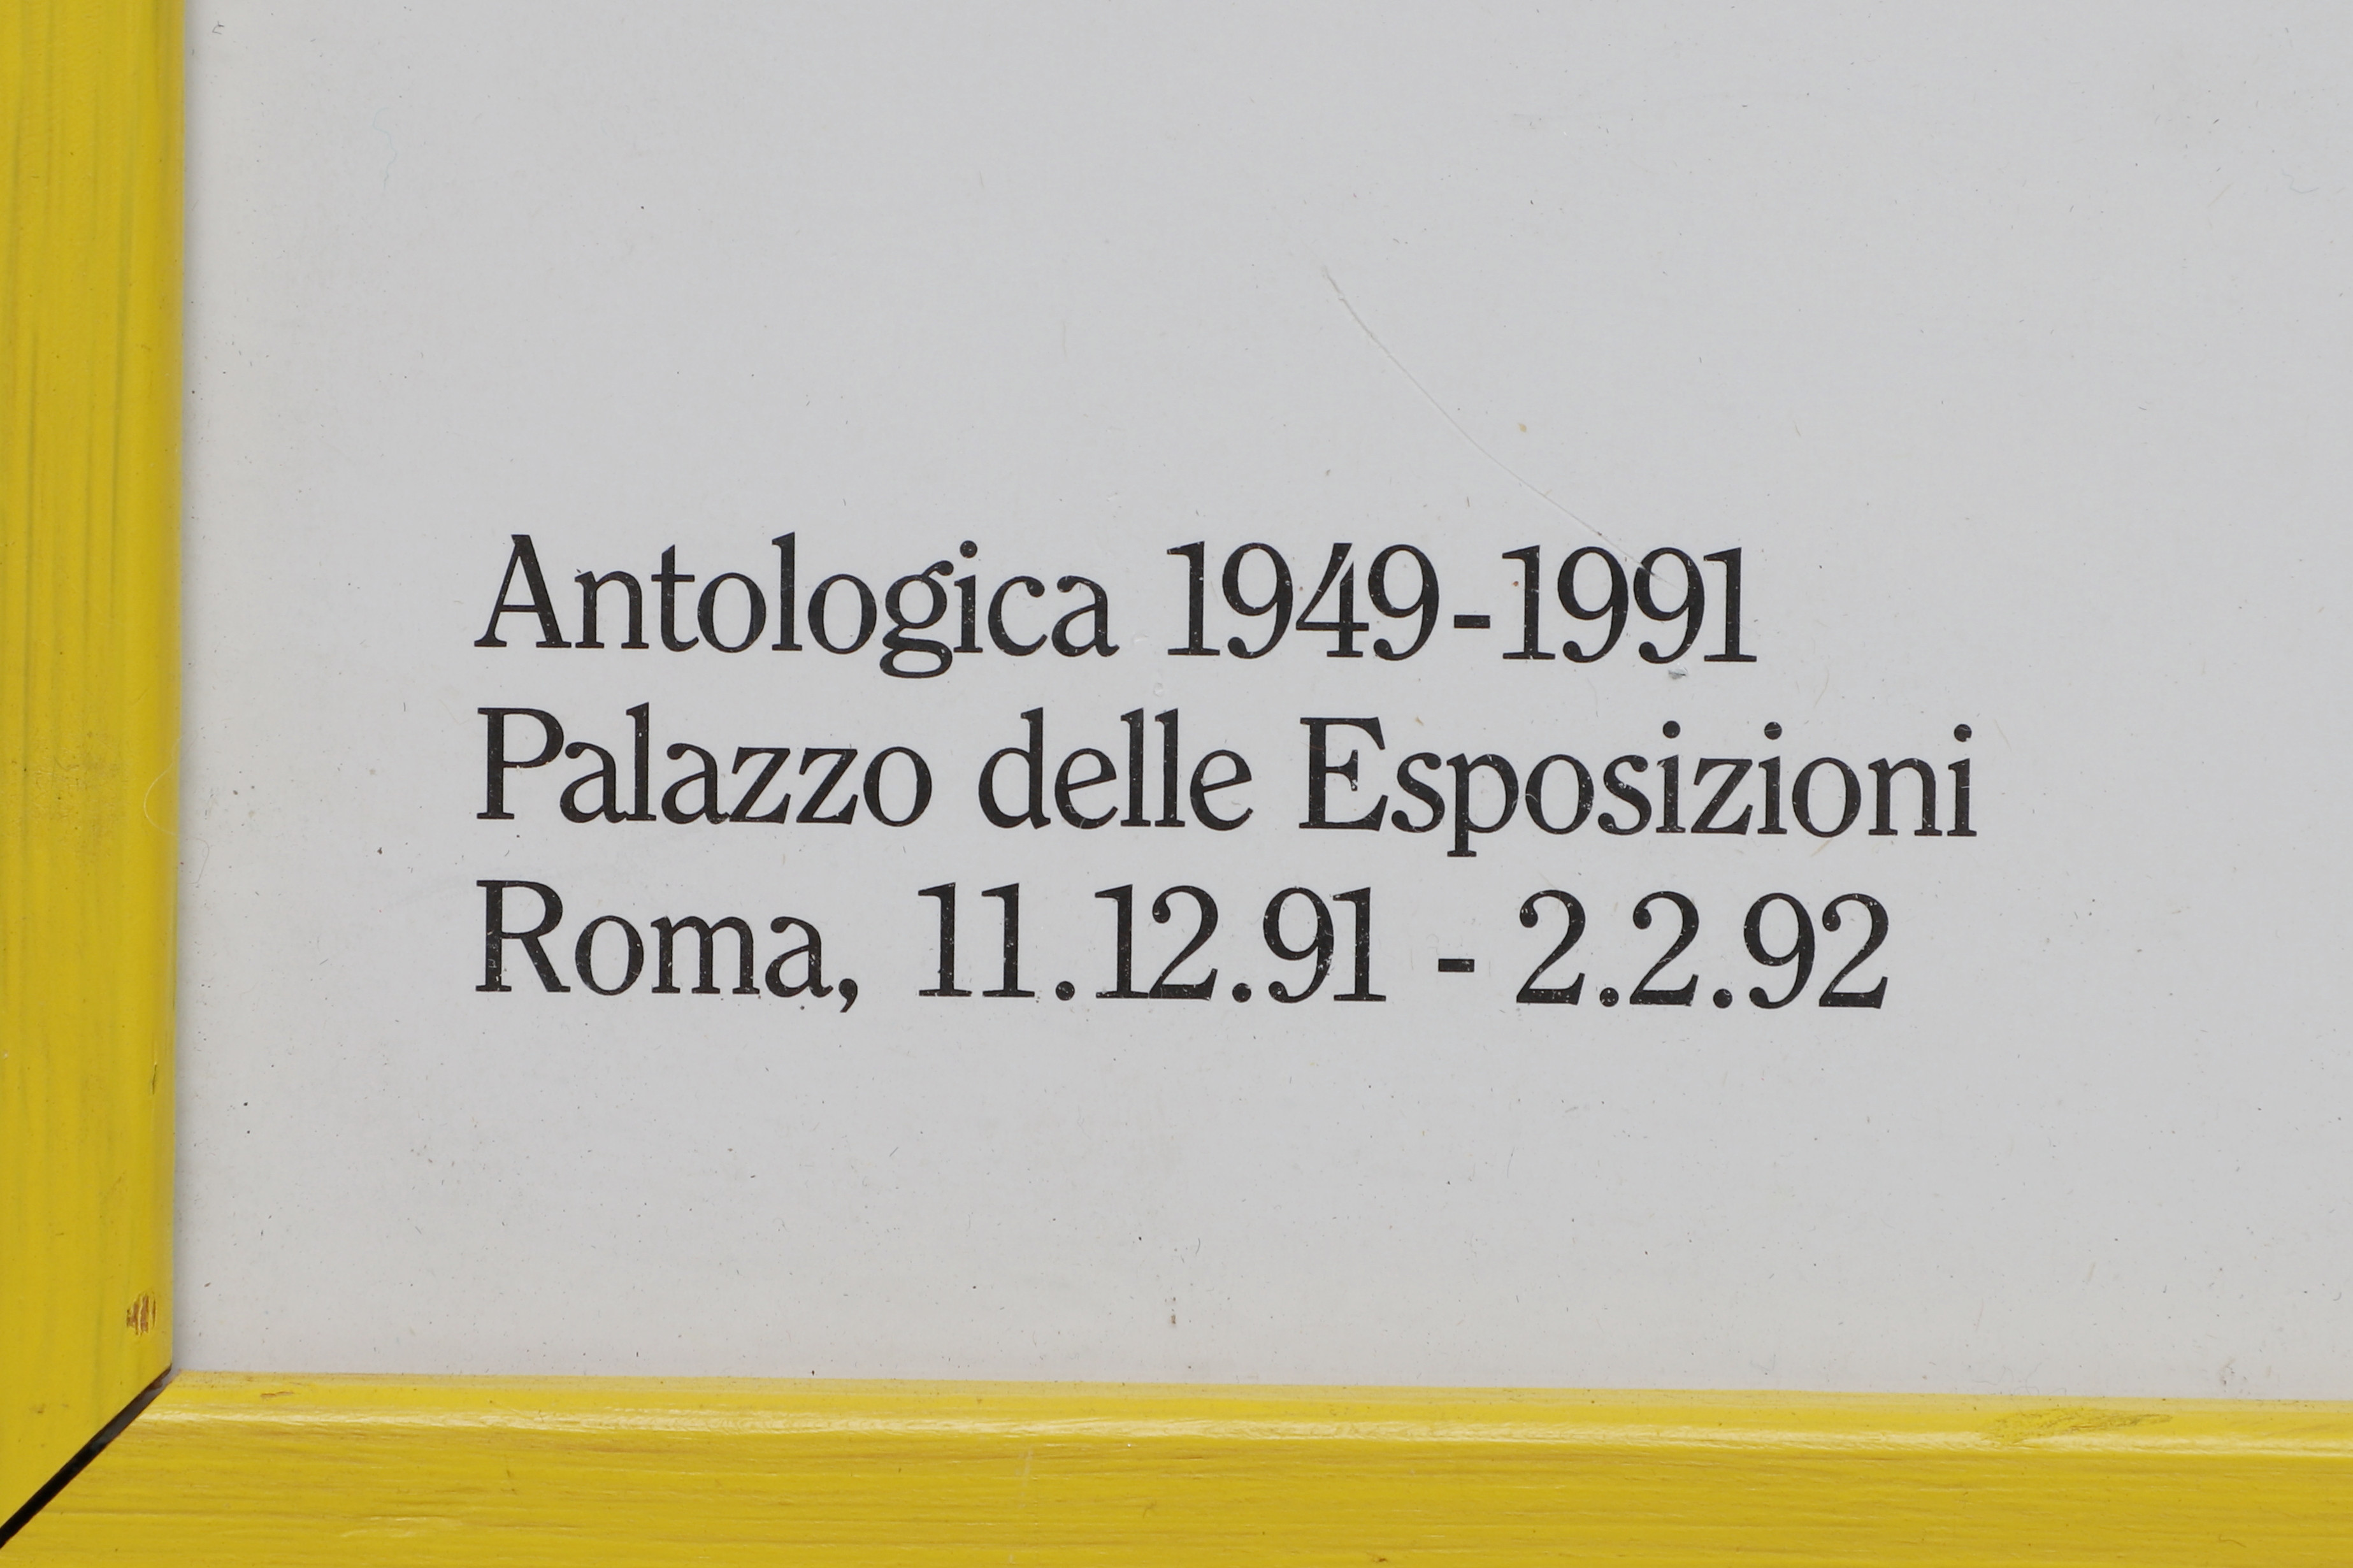 Antologica 1949-1991
Palazzo delle Esposizioni
Roma, 11.12.91 - 2.2.92